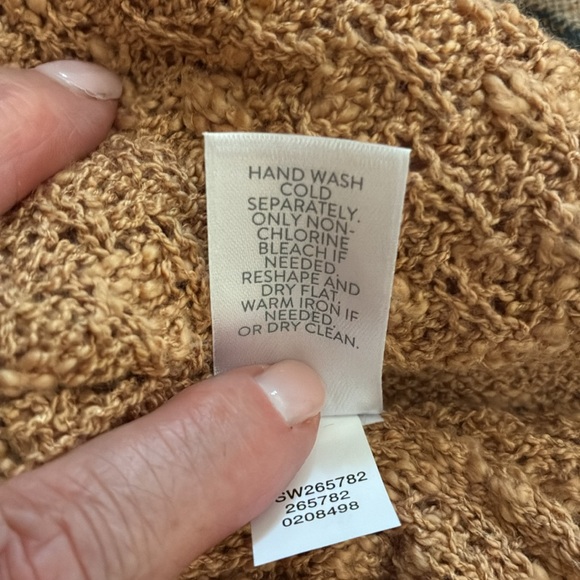 HAND WASH
COLD
SEPARATELY.
ONLY NON-
CHLORINE
BLEACH IF
NEEDED.
RESHAPE AND
DRY FLAT.
WARM IRON IF
NEEDED.
OR DRY CLEAN.
SW265782
265782
0208498